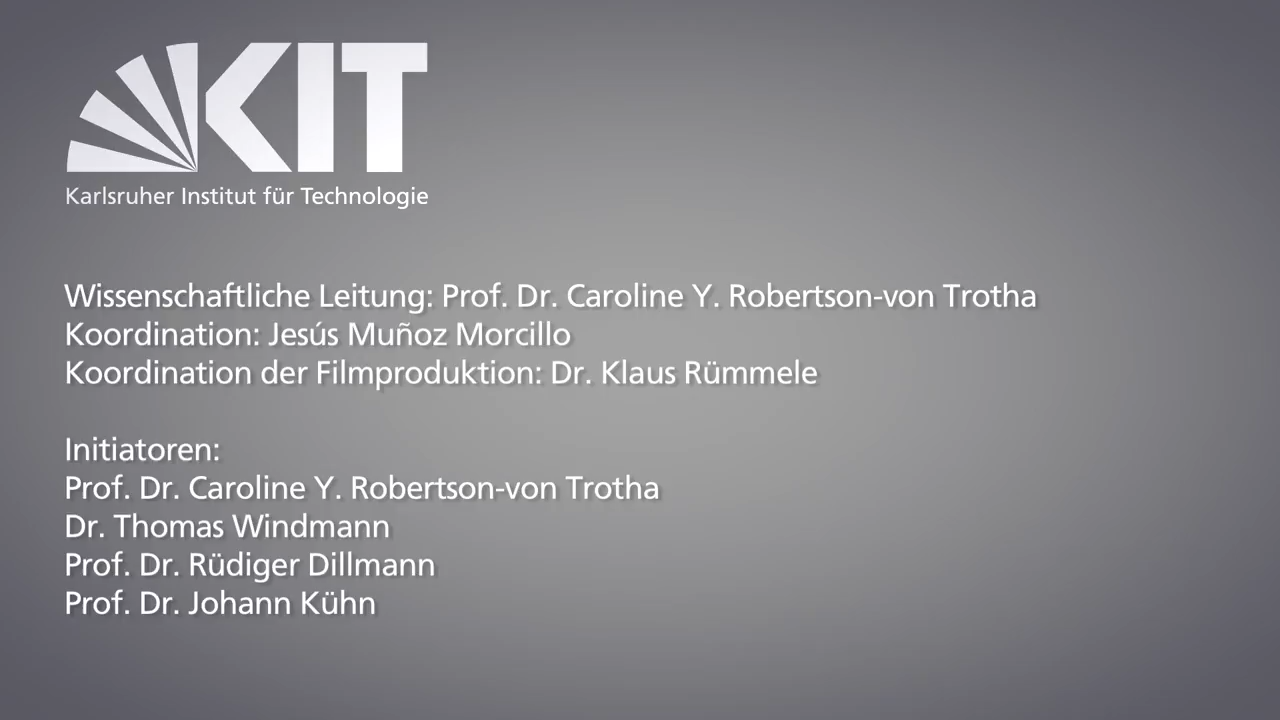 KIT
Karlsruher Institut für Technologie
Wissenschaftliche Leitung: Prof. Dr. Caroline Y. Robertson-von Trotha
Koordination: Jesús Muñoz Morcillo
Koordination der Filmproduktion: Dr. Klaus Rümmele
Initiatoren:
Prof. Dr. Caroline Y. Robertson-von Trotha
Dr. Thomas Windmann
Prof. Dr. Rüdiger Dillmann
Prof. Dr. Johann Kühn